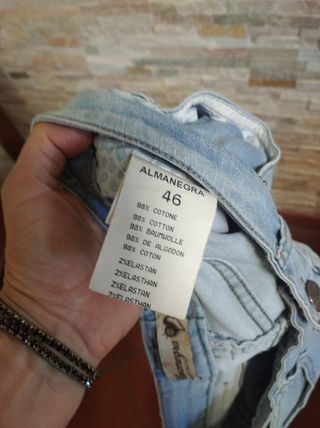 ALMANEGRA
46
98% COTONE
98% COTTON
98% BAUMWOLLE
98% DE ALGODON
98% COTON
2%ELASTAN
2%ELASTHAN
2%ELASTAN
2%ELASTHAN